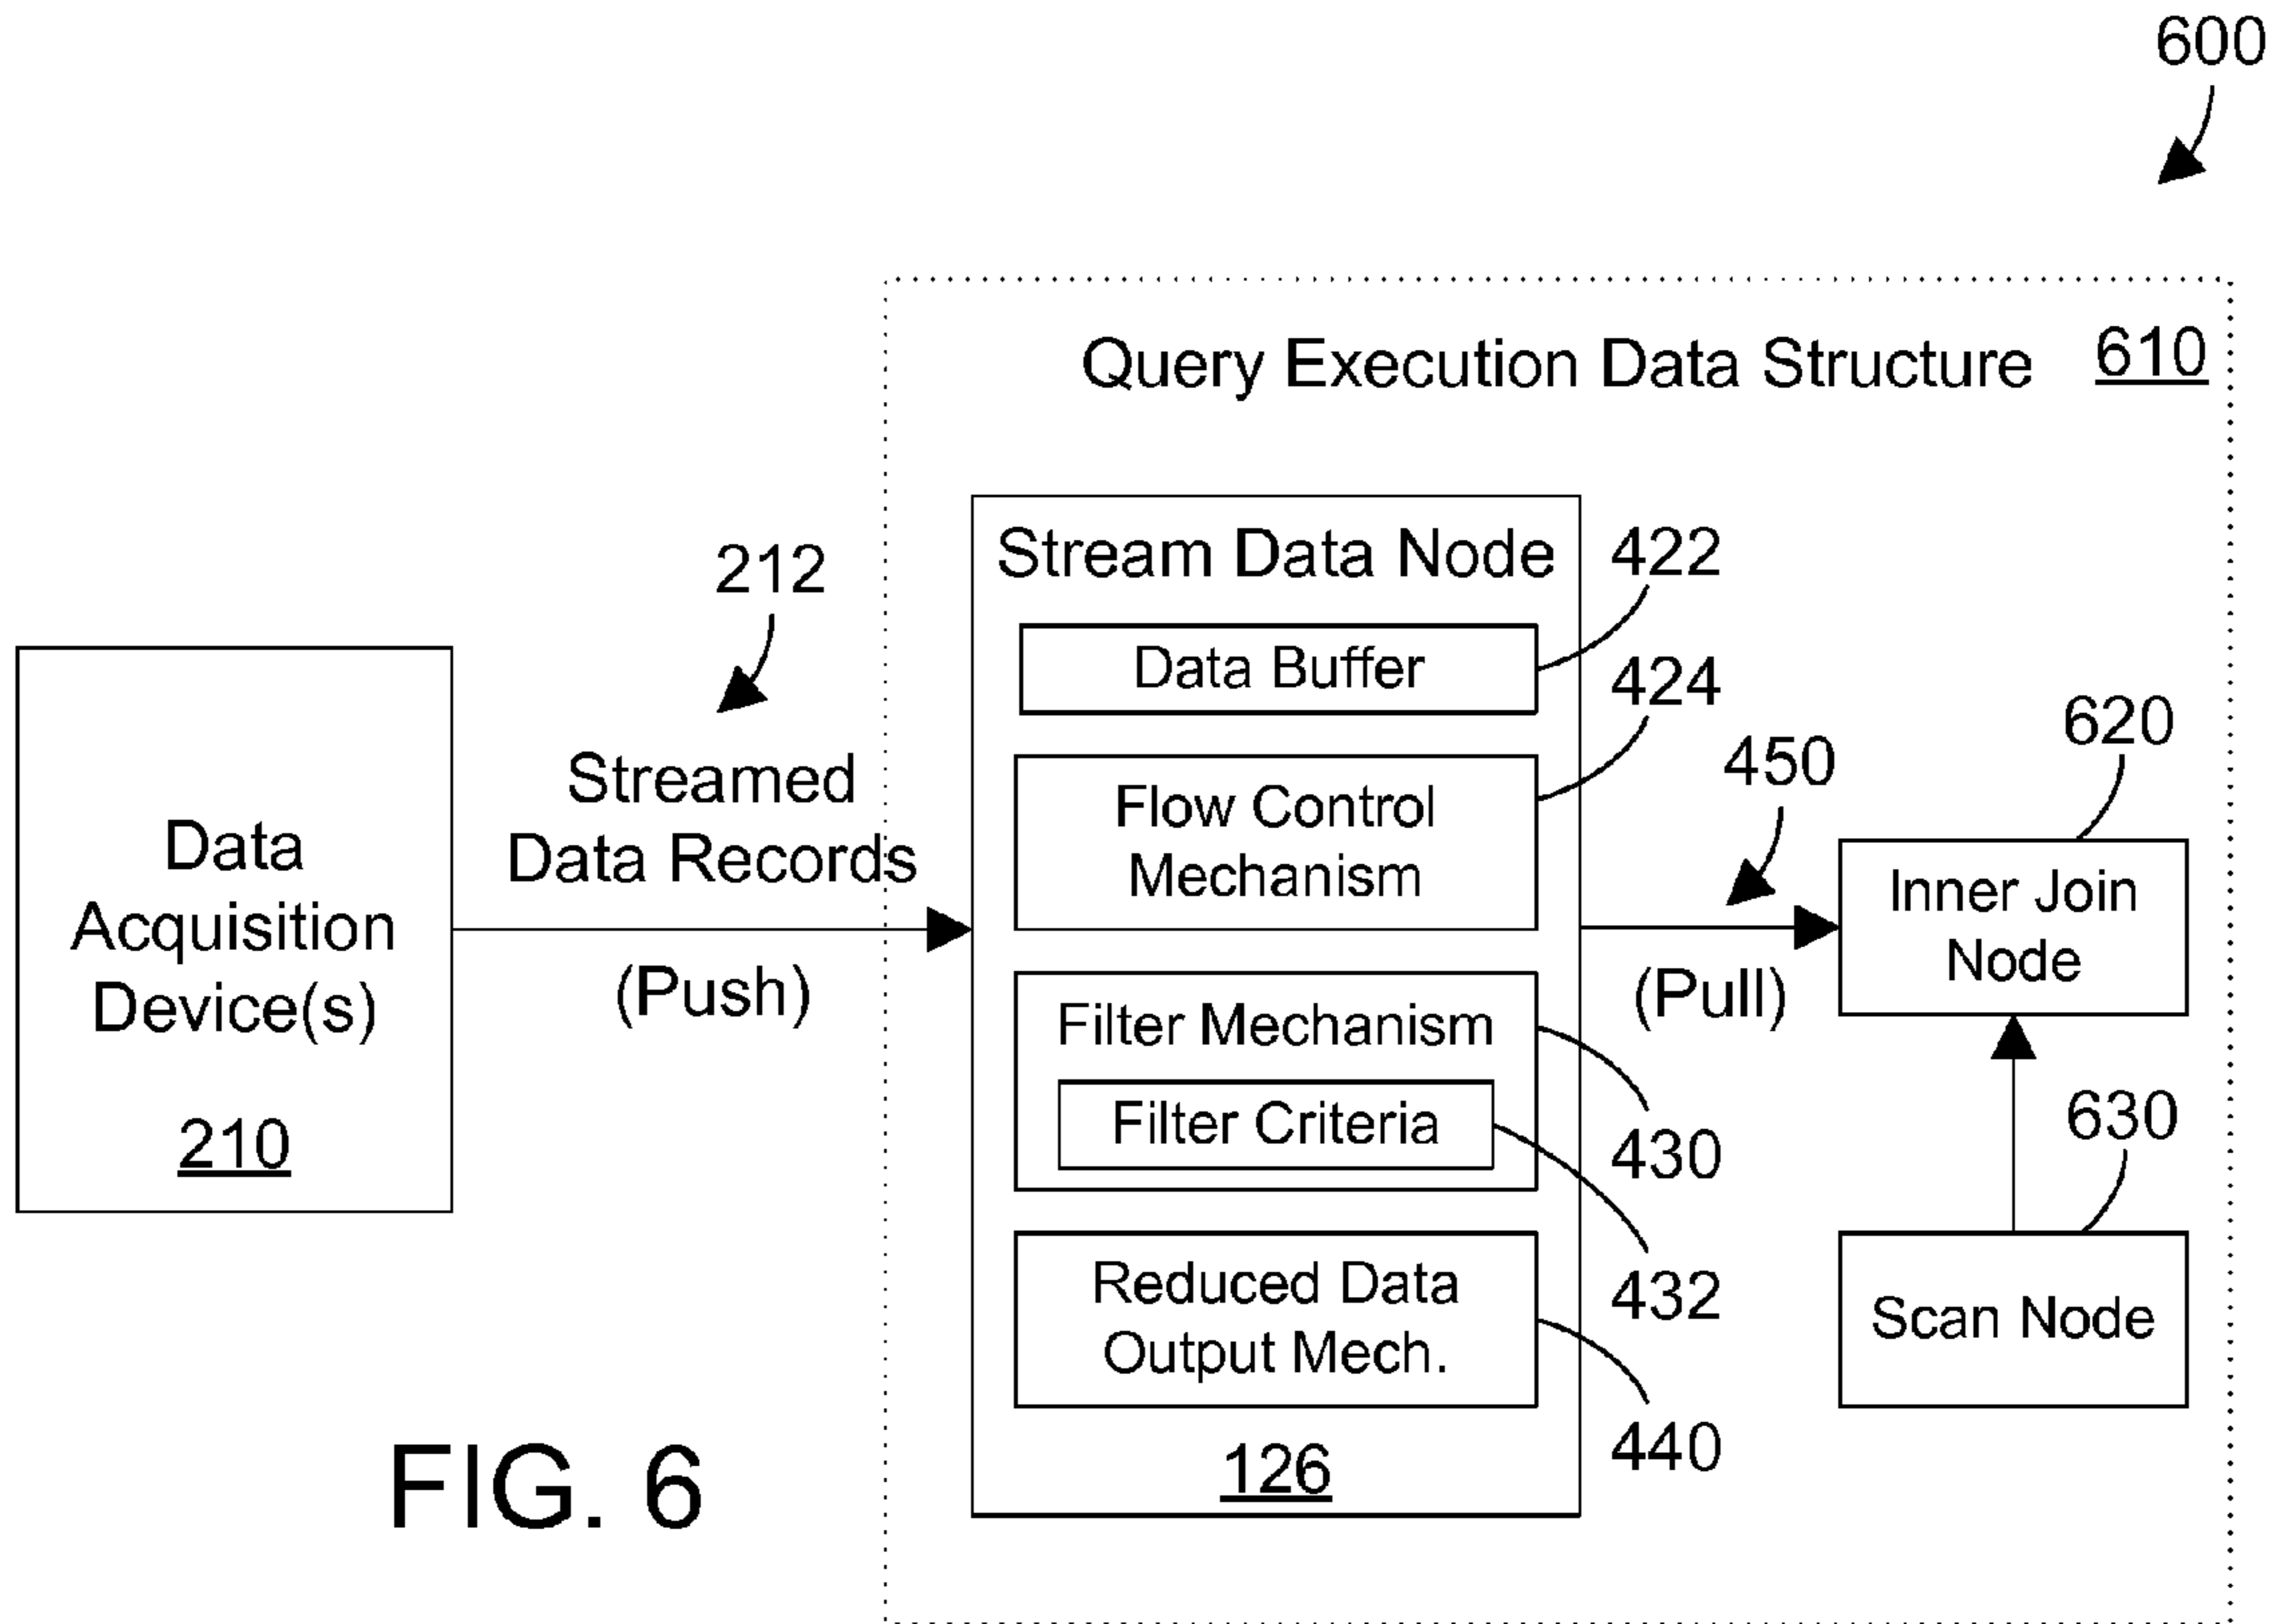 600
Query Execution Data Structure 610
212
Streamed
Data Records
(Push)
Data
Acquisition
Device(s)
210
Stream Data Node
Data Buffer
Flow Control
Mechanism
Filter Mechanism
Filter Criteria
Reduced Data
Output Mech.
126
422
424
430
432
440
450
(Pull)
620
Inner Join
Node
630
Scan Node
FIG. 6